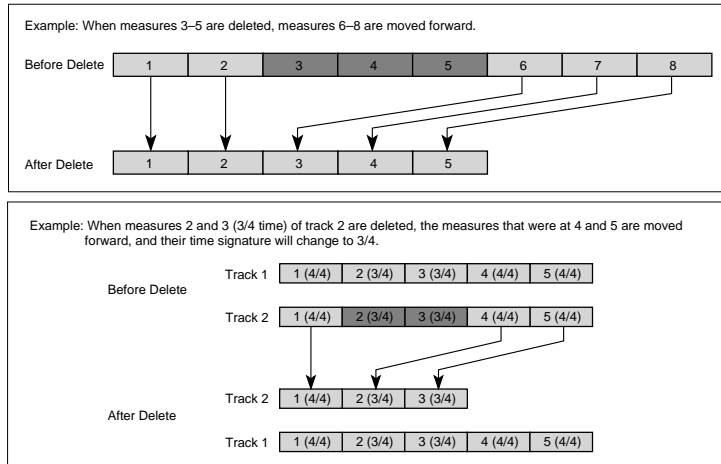 Example: When measures 3–5 are deleted, measures 6–8 are moved forward.
Before Delete 1 2 3 4 5 6 7 8
After Delete 1 2 3 4 5
Example: When measures 2 and 3 (3/4 time) of track 2 are deleted, the measures that were at 4 and 5 are moved
forward, and their time signature will change to 3/4.
Track 1 1 (4/4) 2 (3/4) 3 (3/4) 4 (4/4) 5 (4/4)
Before Delete
Track 2 1 (4/4) 2 (3/4) 3 (3/4) 4 (4/4) 5 (4/4)
Track 2 1 (4/4) 2 (3/4) 3 (3/4)
After Delete
Track 1 1 (4/4) 2 (3/4) 3 (3/4) 4 (4/4) 5 (4/4)